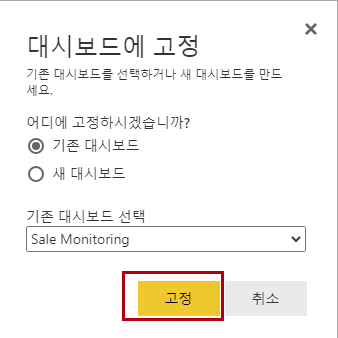 대시보드에 고정
기존 대시보드를 선택하거나 새 대시보드를 만드
세요.
어디에 고정하시겠습니까?
기존 대시보드
새 대시보드
기존 대시보드 선택
Sale Monitoring
고정
취소